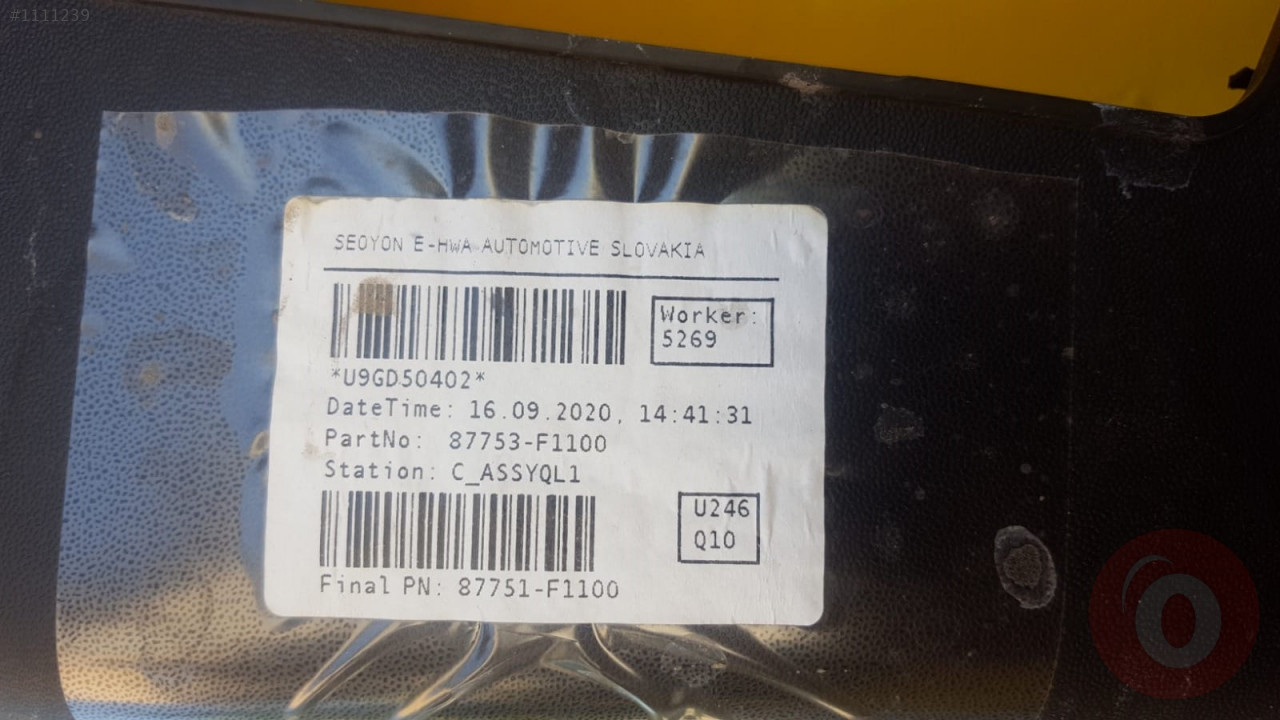 #1111239
SEOYON E-HWA AUTOMOTIVE SLOVAKIA
Worker:
5269
*U9GD50402*
DateTime: 16.09.2020, 14:41:31
PartNo: 87753-F1100
Station: C_ASSYQL1
U246
Q10
Final PN: 87751-F1100